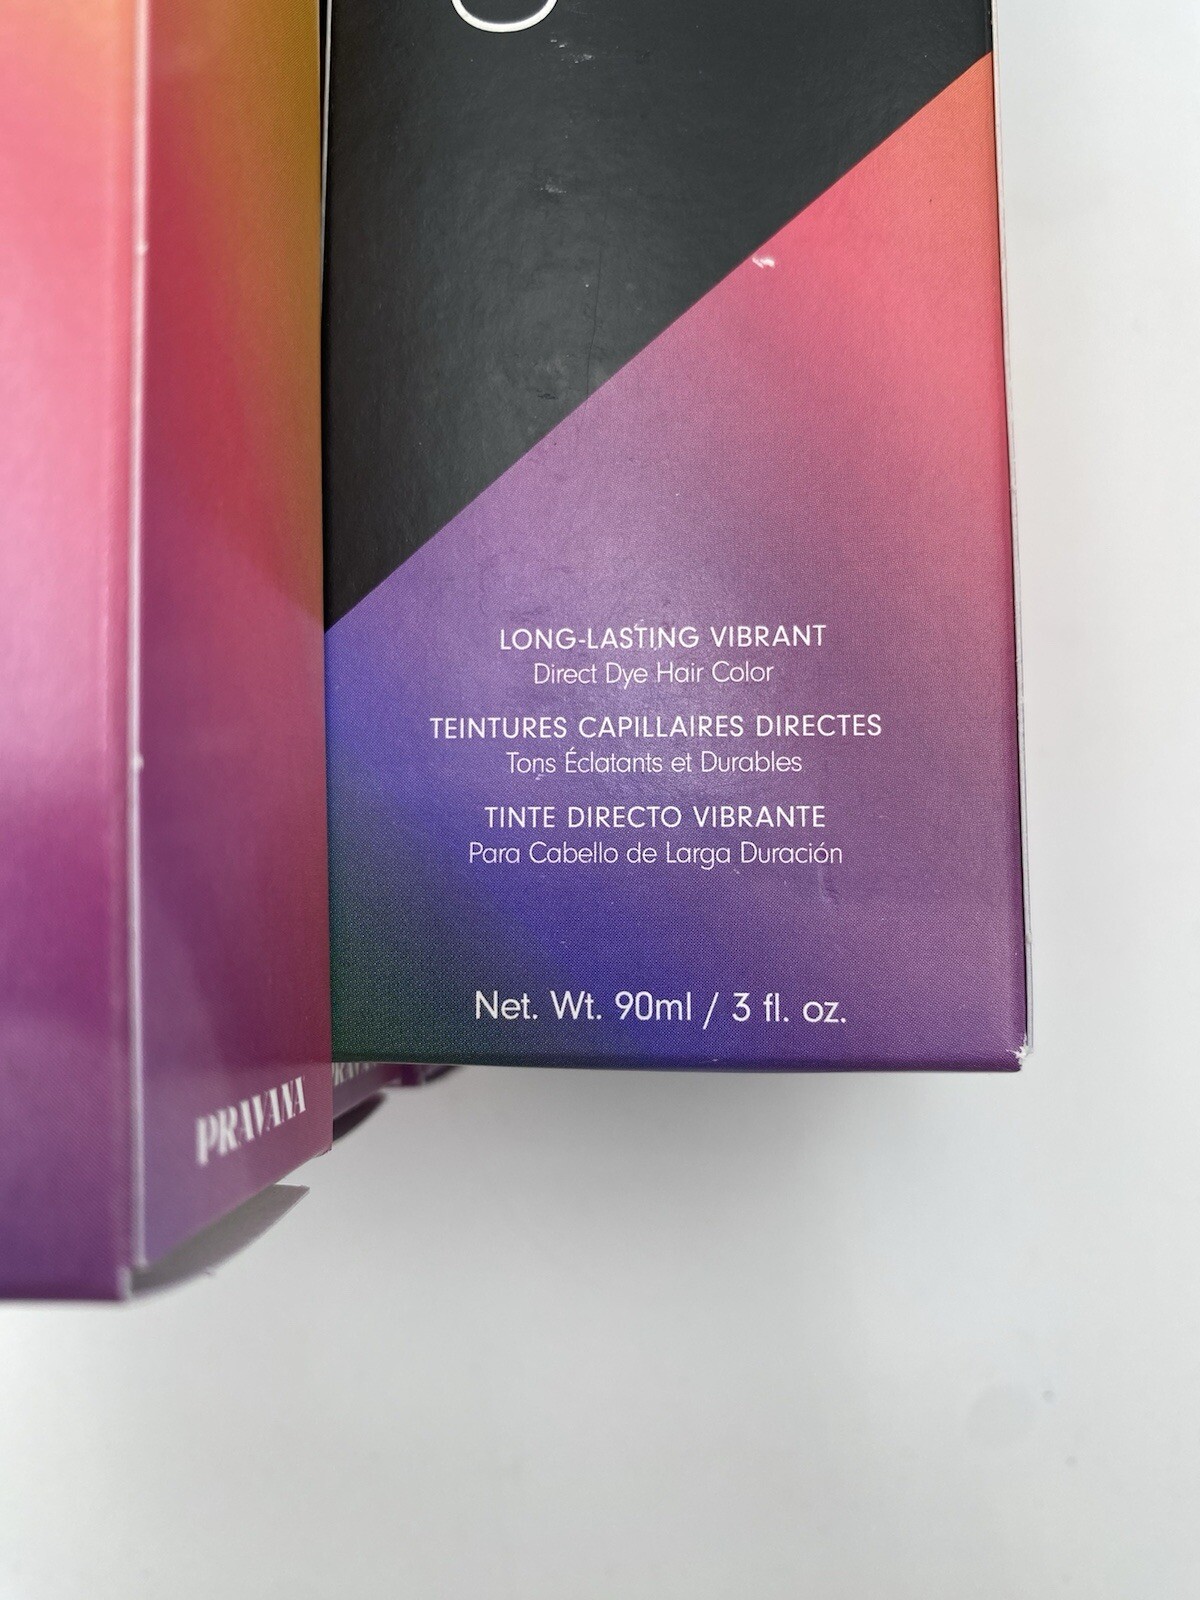 LONG-LASTING VIBRANT
Direct Dye Hair Color
TEINTURES CAPILLAIRES DIRECTES
Tons Éclatants et Durables
TINTE DIRECTO VIBRANTE
Para Cabello de Larga Duración
Net. Wt. 90ml / 3 fl. oz.
PRAVANA
PRAVANA